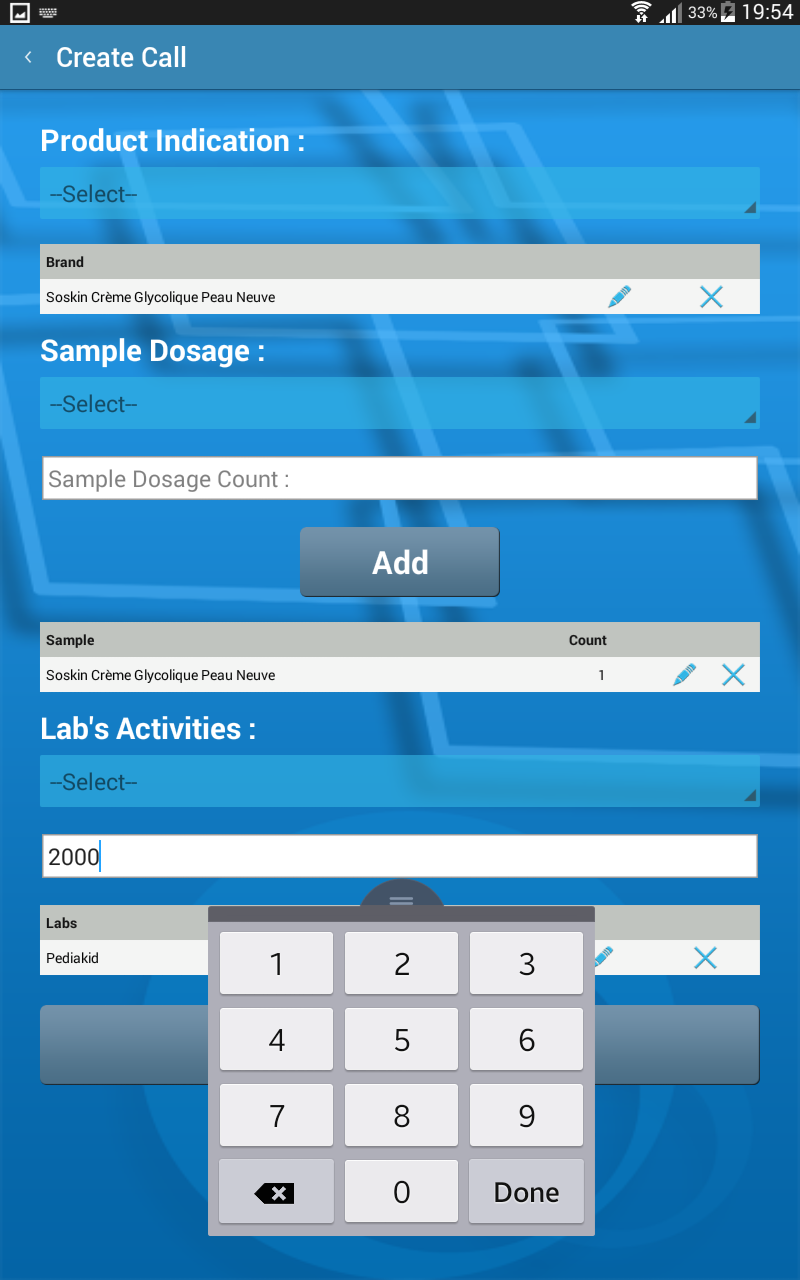 33% 19:54
Create Call
Product Indication :
--Select--
Brand
Soskin Crème Glycolique Peau Neuve
Sample Dosage :
--Select--
Sample Dosage Count :
Add
Sample Count
Soskin Crème Glycolique Peau Neuve 1
Lab's Activities :
--Select--
2000
Labs
Pediakid
1 2 3
4 5 6
7 8 9
0 Done